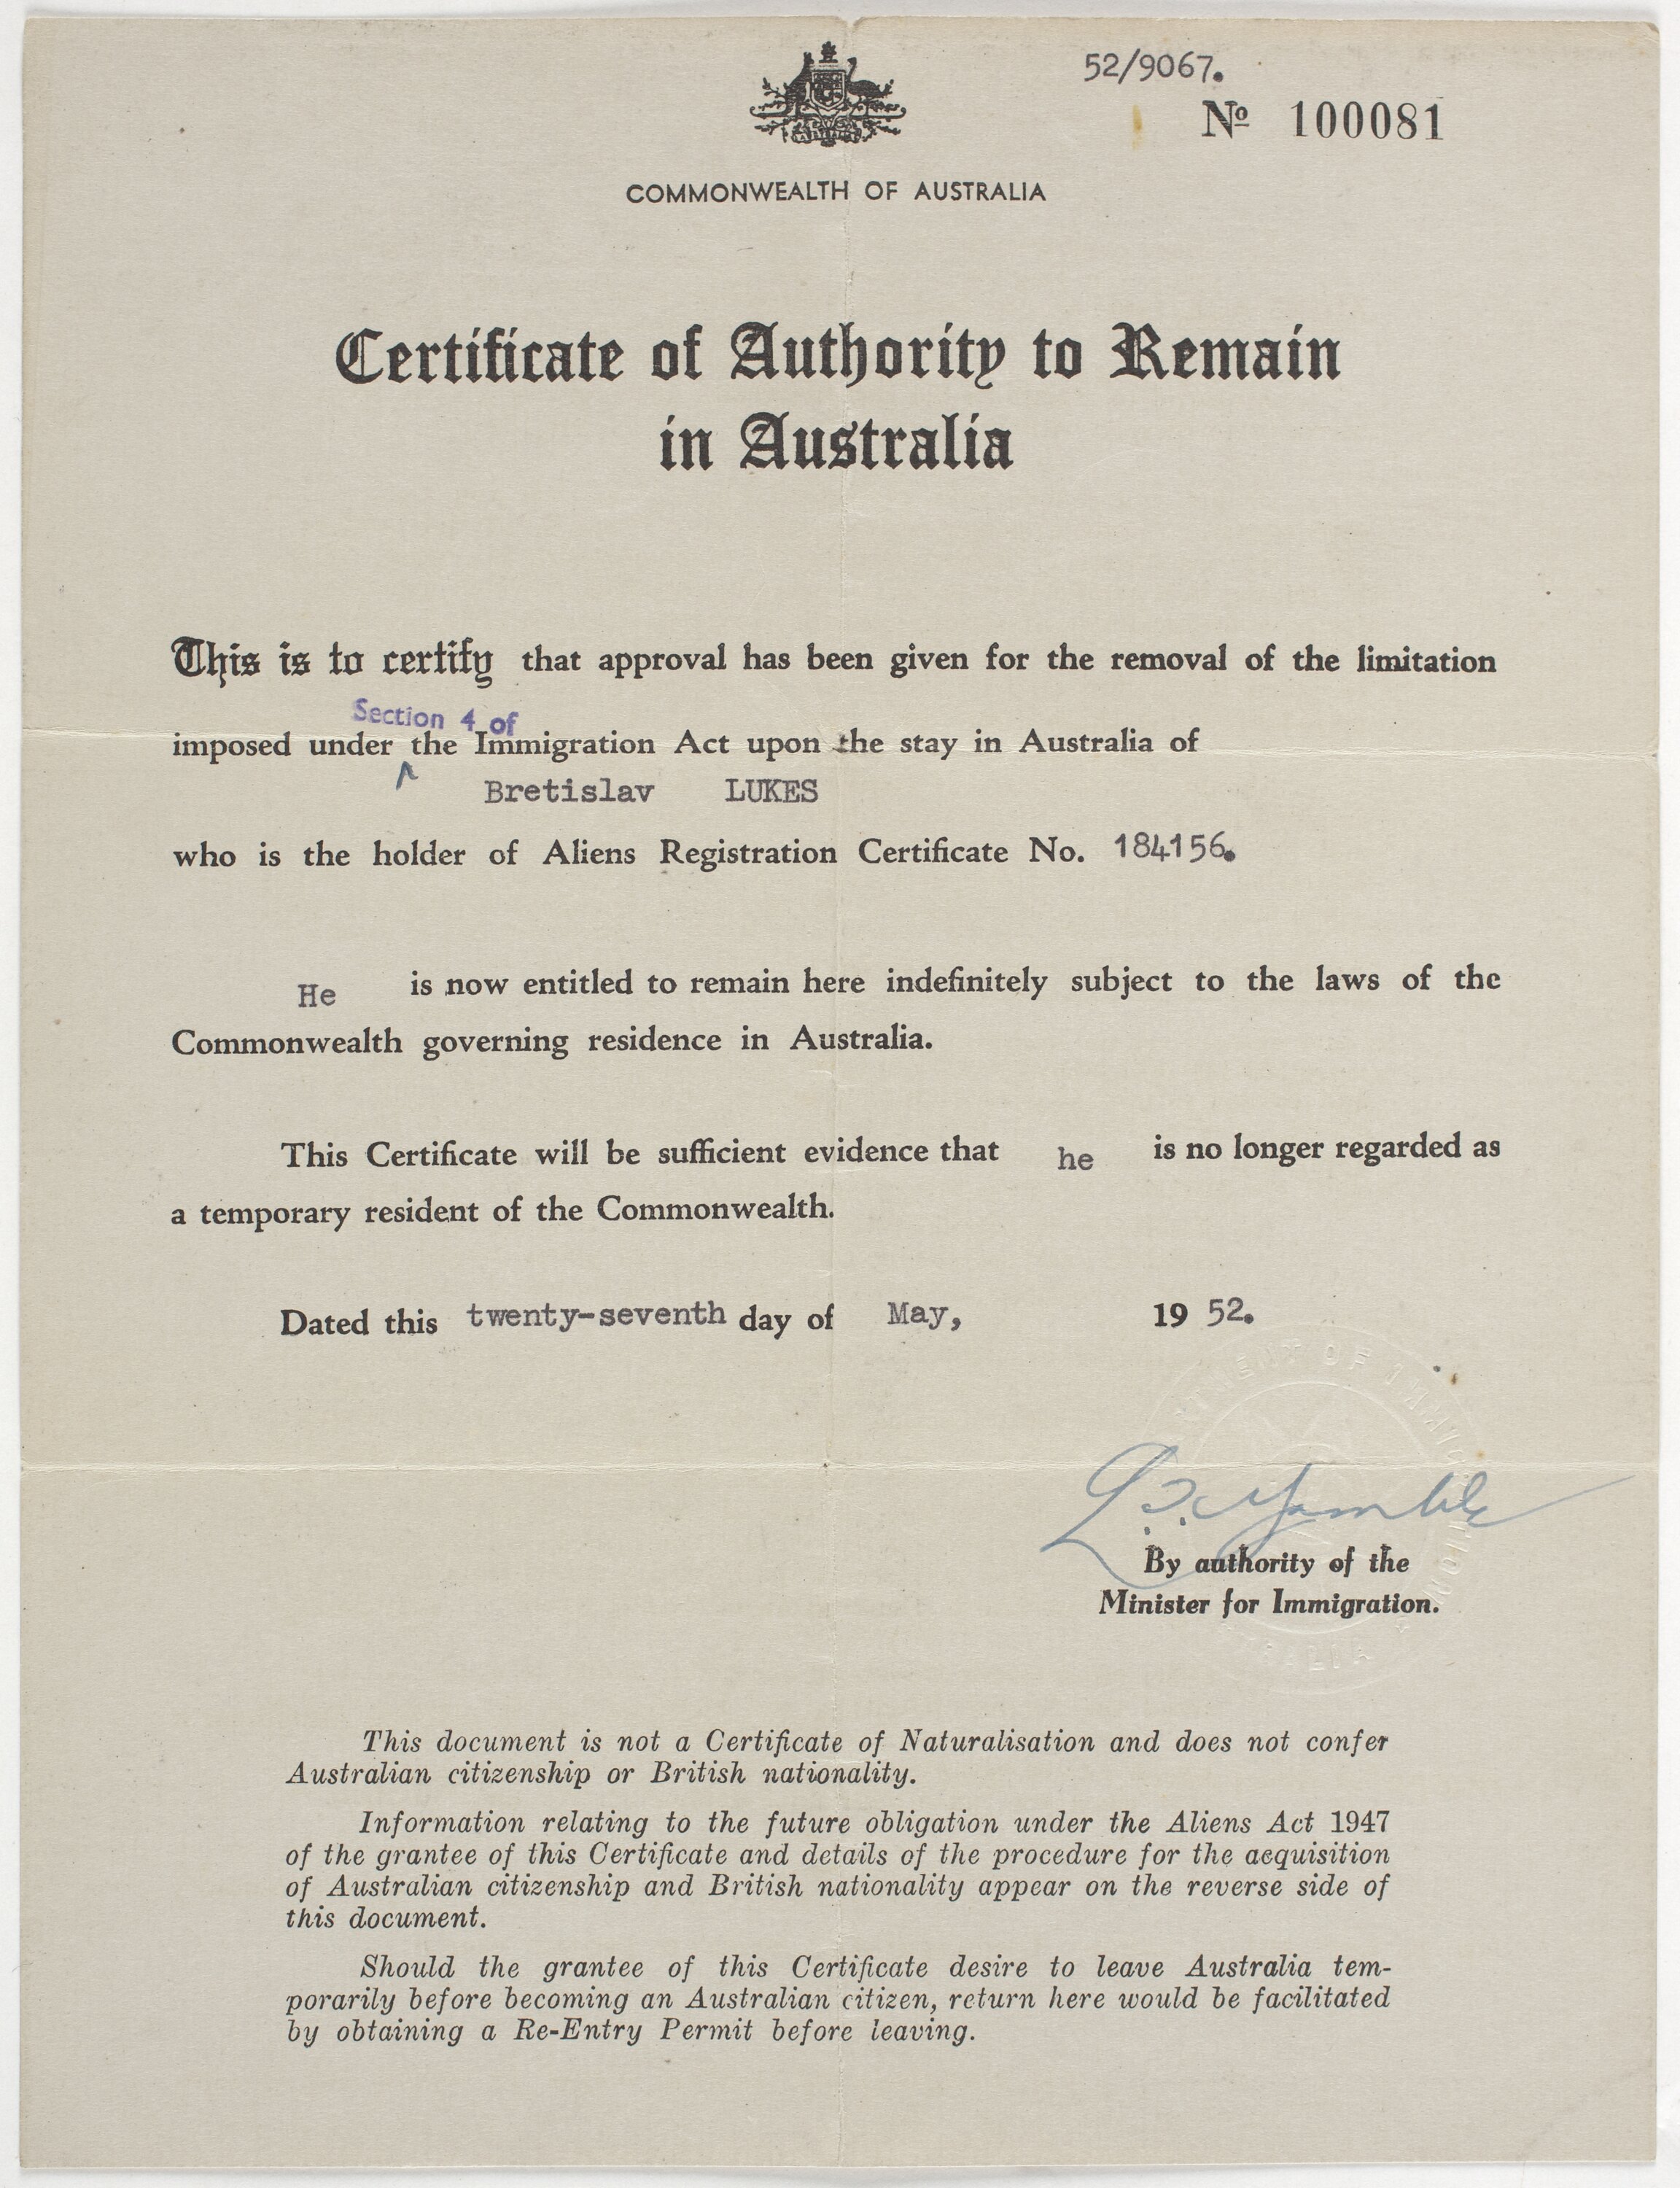 52/9067.
No 100081
COMMONWEALTH OF AUSTRALIA
Certificate of Authority to Remain
in Australia
This is to certify that approval has been given for the removal of the limitation
Section 4 of
imposed under the Immigration Act upon the stay in Australia of
Bretislav LUKES
who is the holder of Aliens Registration Certificate No. 184156.
He is now entitled to remain here indefinitely subject to the laws of the
Commonwealth governing residence in Australia.
This Certificate will be sufficient evidence that he is no longer regarded as
a temporary resident of the Commonwealth.
Dated this twenty-seventh day of May, 19 52.
By authority of the
Minister for Immigration.
This document is not a Certificate of Naturalisation and does not confer
Australian citizenship or British nationality.
Information relating to the future obligation under the Aliens Act 1947
of the grantee of this Certificate and details of the procedure for the acquisition
of Australian citizenship and British nationality appear on the reverse side of
this document.
Should the grantee of this Certificate desire to leave Australia tem-
porarily before becoming an Australian citizen, return here would be facilitated
by obtaining a Re-Entry Permit before leaving.